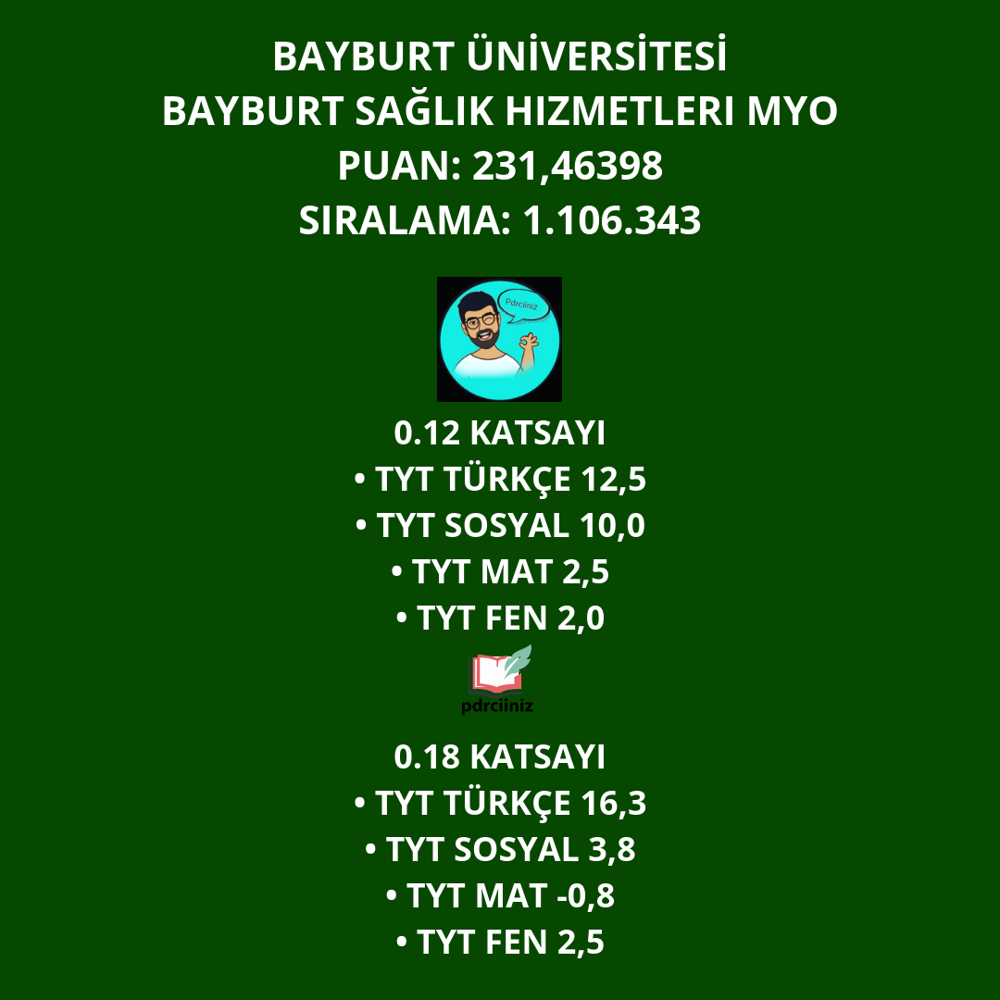 BAYBURT ÜNİVERSİTESİ
BAYBURT SAĞLIK HIZMETLERI MYO
PUAN: 231,46398
SIRALAMA: 1.106.343
Pdrciiniz
0.12 KATSAYI
• TYT TÜRKÇE 12,5
• TYT SOSYAL 10,0
• TYT MAT 2,5
• TYT FEN 2,0
pdrciiniz
0.18 KATSAYI
• TYT TÜRKÇE 16,3
• TYT SOSYAL 3,8
• TYT MAT -0,8
• TYT FEN 2,5